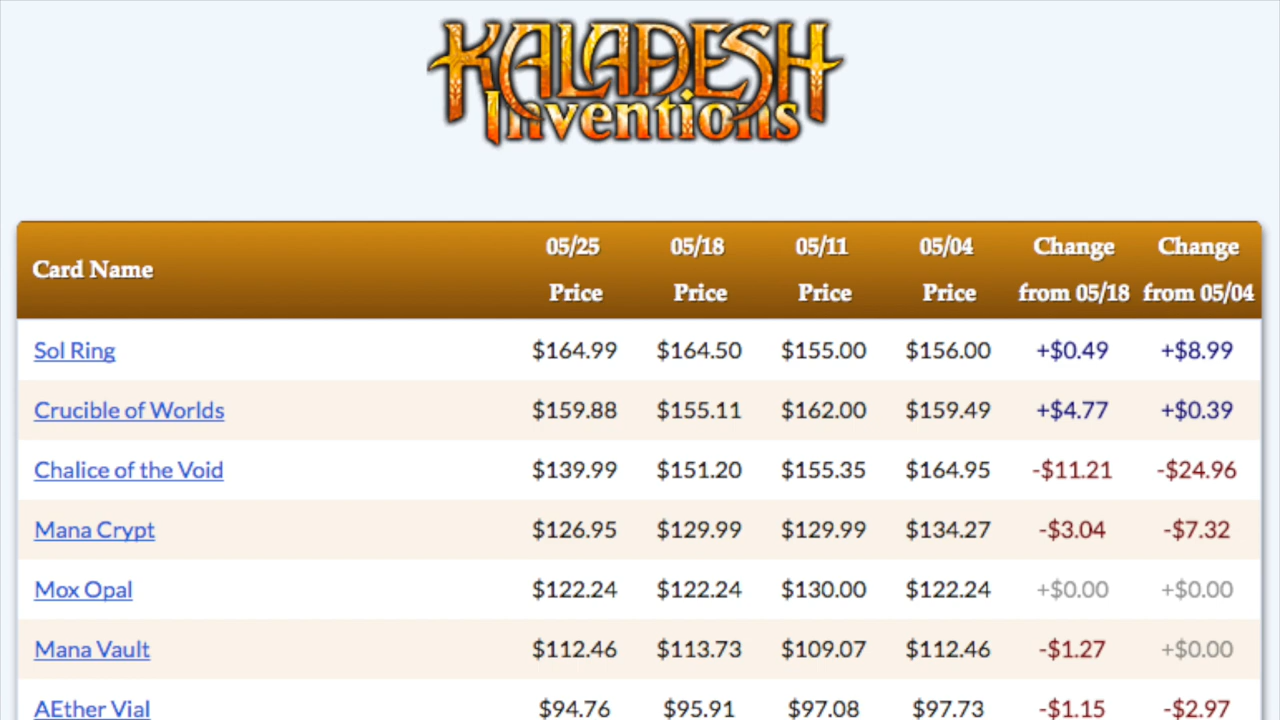 KALADESH
Inventions
Card Name 05/25 Price 05/18 Price 05/11 Price 05/04 Price Change from 05/18 Change from 05/04
Sol Ring $164.99 $164.50 $155.00 $156.00 +$0.49 +$8.99
Crucible of Worlds $159.88 $155.11 $162.00 $159.49 +$4.77 +$0.39
Chalice of the Void $139.99 $151.20 $155.35 $164.95 -$11.21 -$24.96
Mana Crypt $126.95 $129.99 $129.99 $134.27 -$3.04 -$7.32
Mox Opal $122.24 $122.24 $130.00 $122.24 +$0.00 +$0.00
Mana Vault $112.46 $113.73 $109.07 $112.46 -$1.27 +$0.00
AEther Vial $94.76 $95.91 $97.08 $97.73 -$1.15 -$2.97